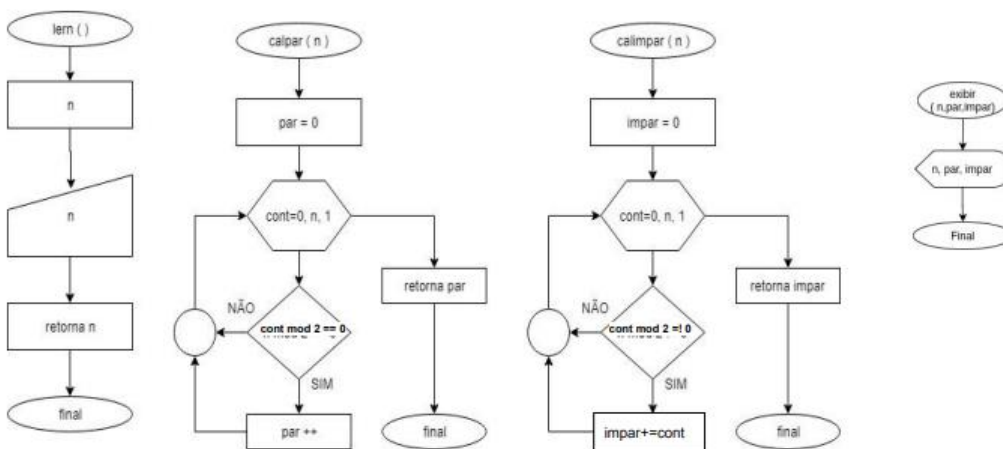 lern ( )
n
n
retorna n
final
calpar ( n )
par = 0
cont=0, n, 1
NÃO
cont mod 2 == 0
SIM
par ++
retorna par
final
calimpar ( n )
impar = 0
cont=0, n, 1
NÃO
cont mod 2 =! 0
SIM
impar+=cont
retorna impar
final
exibir
( n,par,impar)
n, par, impar
Final